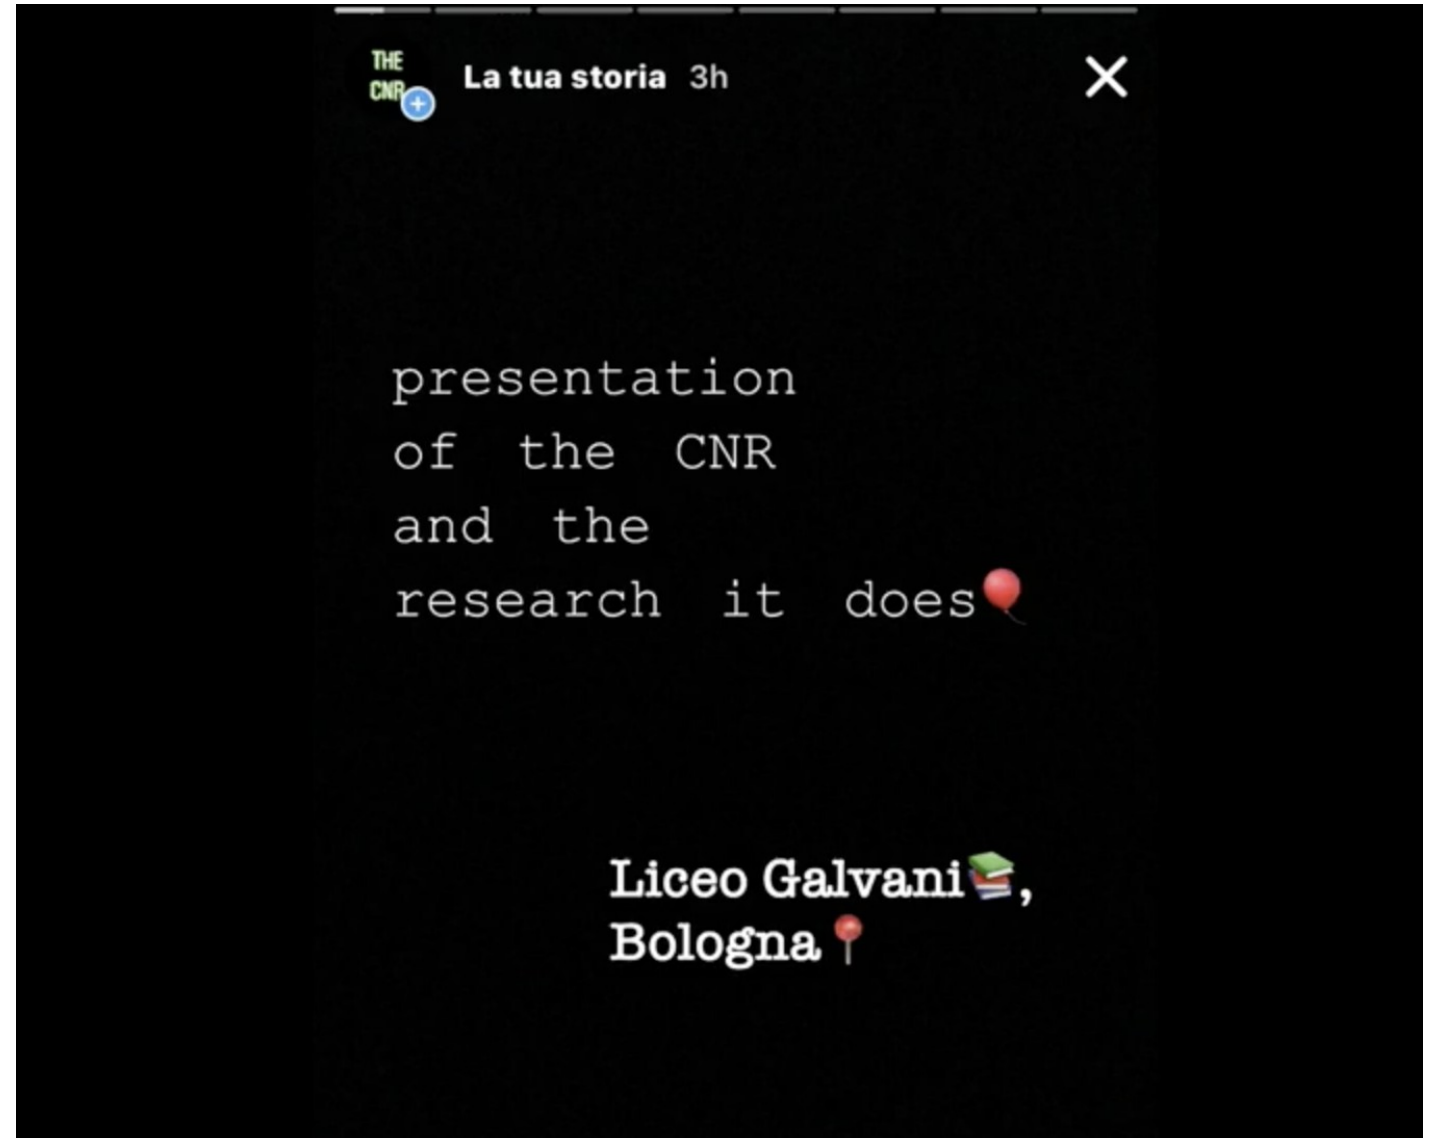 THE
CNR
La tua storia 3h
presentation
of the CNR
and the
research it does🎈
Liceo Galvani📚,
Bologna📍